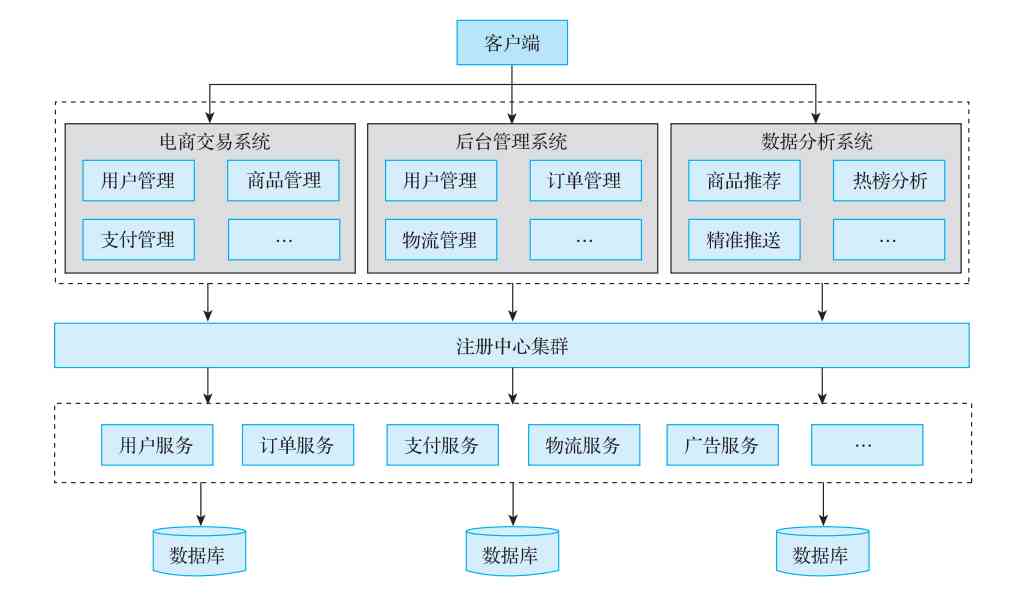 客户端
电商交易系统
用户管理
商品管理
支付管理
…
后台管理系统
用户管理
订单管理
物流管理
…
数据分析系统
商品推荐
热榜分析
精准推送
…
注册中心集群
用户服务
订单服务
支付服务
物流服务
广告服务
…
数据库
数据库
数据库